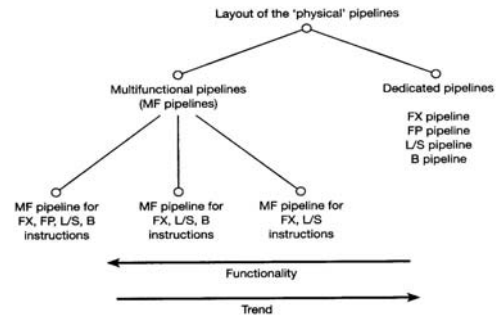 Layout of the 'physical' pipelines
Multifunctional pipelines
(MF pipelines)
Dedicated pipelines
FX pipeline
FP pipeline
L/S pipeline
B pipeline
MF pipeline for
FX, FP, L/S, B
instructions
MF pipeline for
FX, L/S, B
instructions
MF pipeline for
FX, L/S
instructions
Functionality
Trend